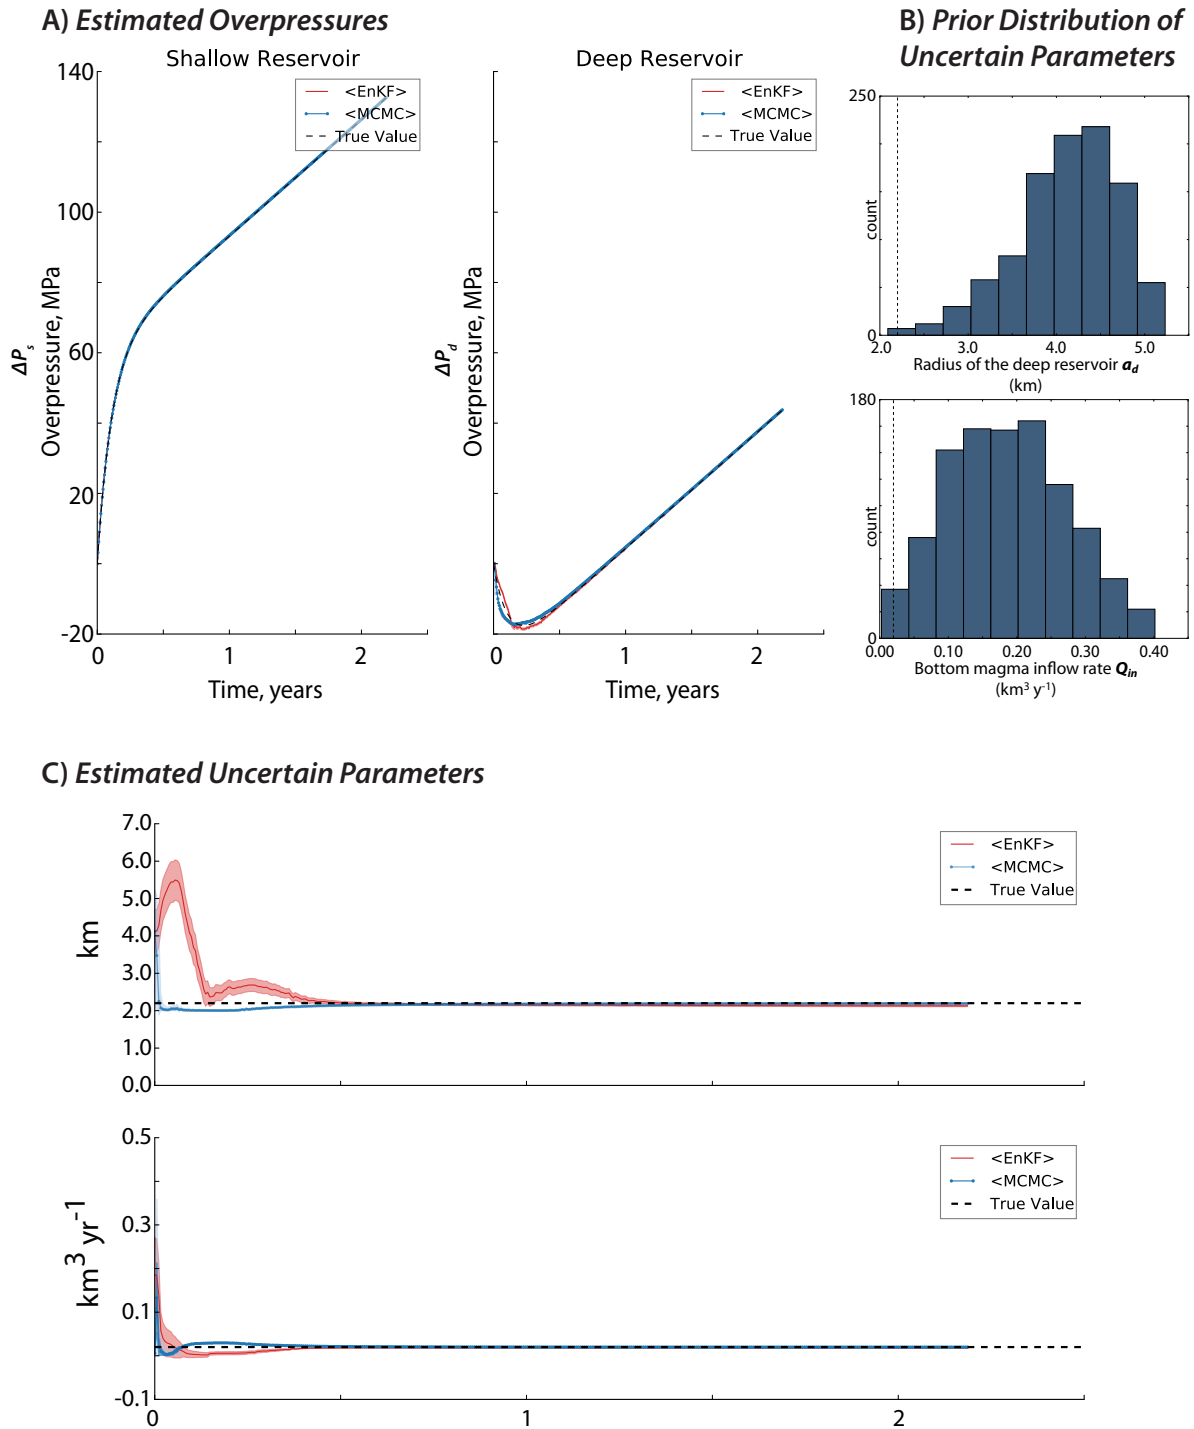 A) Estimated Overpressures
Shallow Reservoir
140
100
60
20
-20
ΔPs
Overpressure, MPa
<EnKF>
<MCMC>
True Value
0
1
2
Time, years
Deep Reservoir
ΔPd
Overpressure, MPa
<EnKF>
<MCMC>
True Value
0
1
2
Time, years
B) Prior Distribution of
Uncertain Parameters
250
count
0
2.0
3.0
4.0
5.0
Radius of the deep reservoir ad
(km)
180
count
0
0.00
0.10
0.20
0.30
0.40
Bottom magma inflow rate Qin
(km³ y⁻¹)
C) Estimated Uncertain Parameters
7.0
6.0
5.0
4.0
3.0
2.0
1.0
0.0
km
<EnKF>
<MCMC>
True Value
0.5
0.3
0.1
-0.1
km³ yr⁻¹
<EnKF>
<MCMC>
True Value
0
1
2